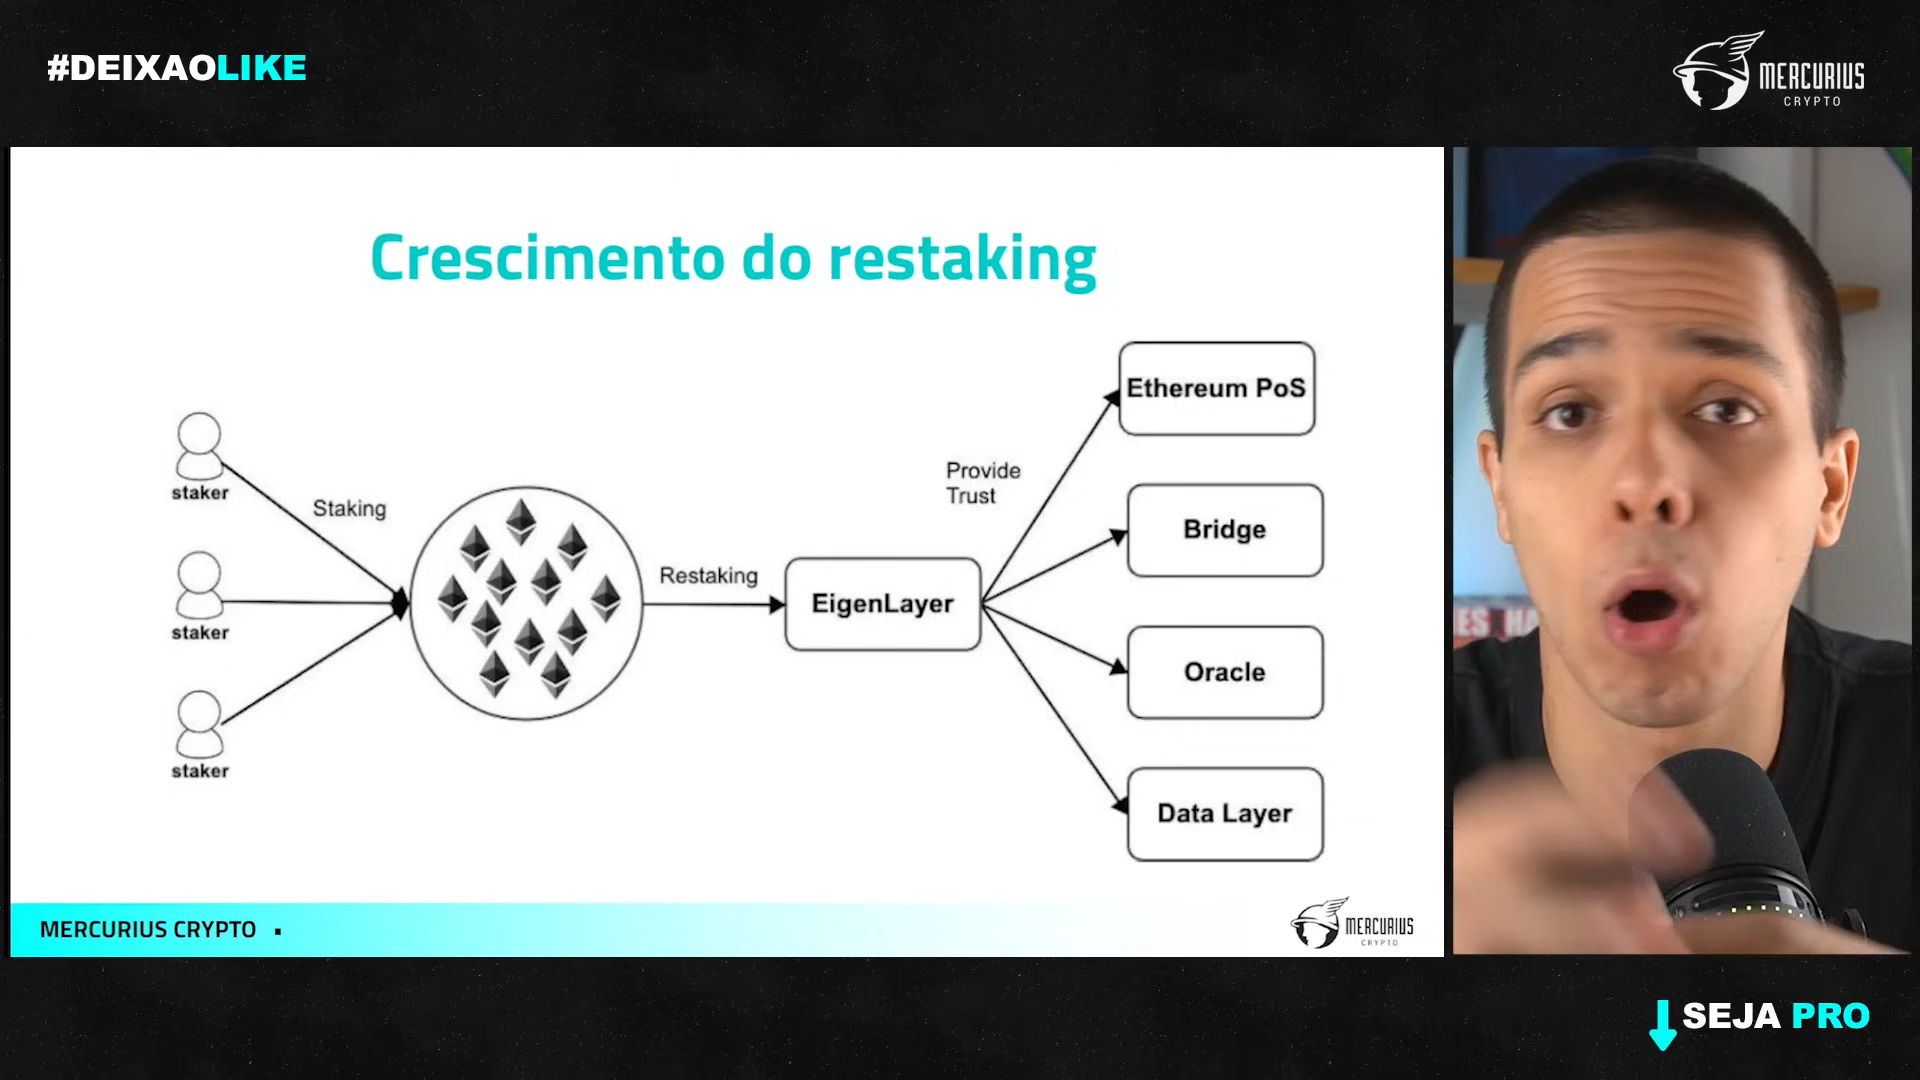 #DEIXAOLIKE
MERCURIUS
CRYPTO
Crescimento do restaking
staker
staker
staker
Staking
Restaking
EigenLayer
Provide
Trust
Ethereum PoS
Bridge
Oracle
Data Layer
MERCURIUS CRYPTO
MERCURIUS
CRYPTO
SEJA PRO